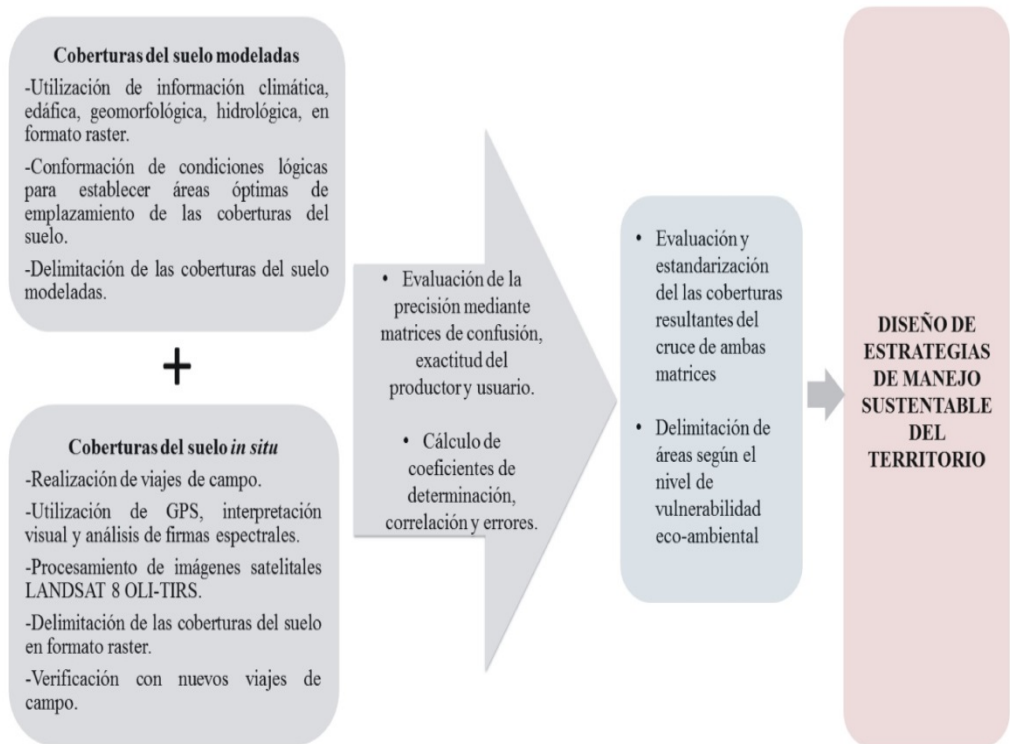 Coberturas del suelo modeladas
-Utilización de información climática,
edáfica, geomorfológica, hidrológica, en
formato raster.
-Conformación de condiciones lógicas
para establecer áreas óptimas de
emplazamiento de las coberturas del
suelo.
-Delimitación de las coberturas del suelo
modeladas.
+
Coberturas del suelo in situ
-Realización de viajes de campo.
-Utilización de GPS, interpretación
visual y análisis de firmas espectrales.
-Procesamiento de imágenes satelitales
LANDSAT 8 OLI-TIRS.
-Delimitación de las coberturas del suelo
en formato raster.
-Verificación con nuevos viajes de
campo.
• Evaluación de la
precisión mediante
matrices de confusión,
exactitud del
productor y usuario.
• Cálculo de
coeficientes de
determinación,
correlación y errores.
• Evaluación y
estandarización
del las coberturas
resultantes del
cruce de ambas
matrices
• Delimitación de
áreas según el
nivel de
vulnerabilidad
eco-ambiental
DISEÑO DE
ESTRATEGIAS
DE MANEJO
SUSTENTABLE
DEL
TERRITORIO